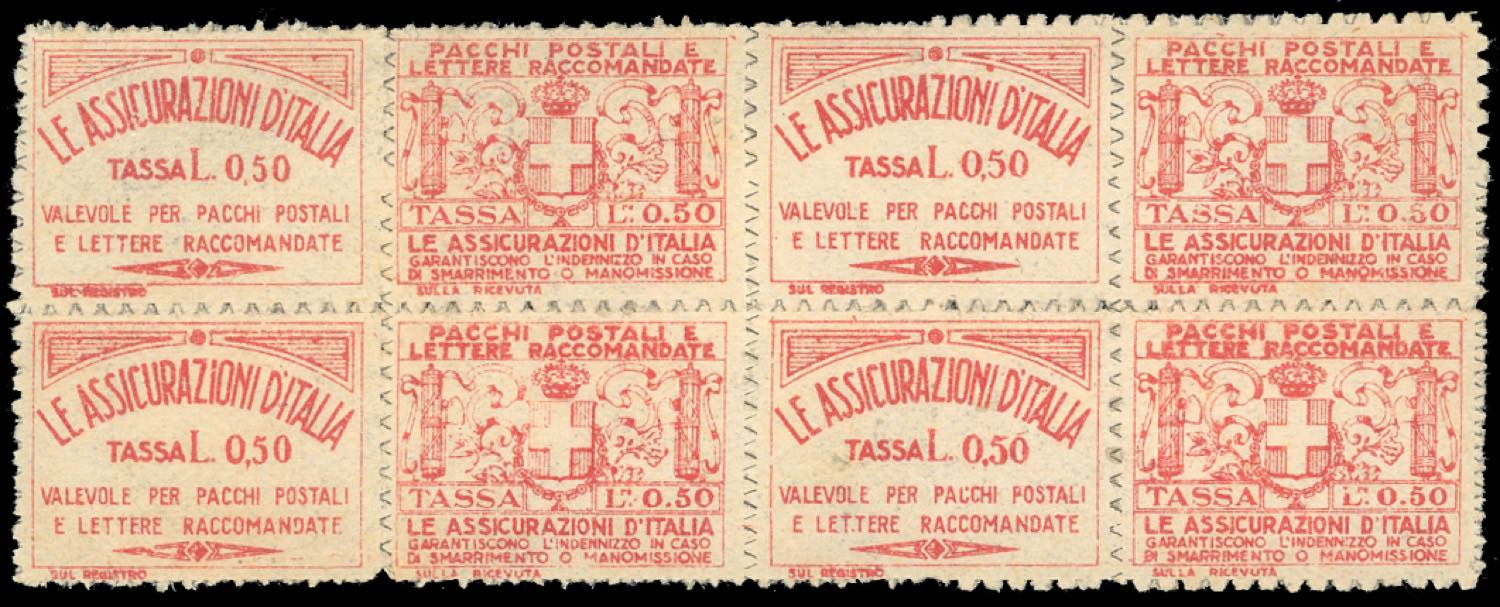 LE ASSICURAZIONI D'ITALIA
TASSA L. 0,50
VALEVOLE PER PACCHI POSTALI
E LETTERE RACCOMANDATE
SUL REGISTRO
PACCHI POSTALI E
LETTERE RACCOMANDATE
TASSA L. 0.50
LE ASSICURAZIONI D'ITALIA
GARANTISCONO L'INDENNIZZO IN CASO
DI SMARRIMENTO O MANOMISSIONE
SULLA RICEVUTA
LE ASSICURAZIONI D'ITALIA
TASSA L. 0,50
VALEVOLE PER PACCHI POSTALI
E LETTERE RACCOMANDATE
SUL REGISTRO
PACCHI POSTALI E
LETTERE RACCOMANDATE
TASSA L. 0.50
LE ASSICURAZIONI D'ITALIA
GARANTISCONO L'INDENNIZZO IN CASO
DI SMARRIMENTO O MANOMISSIONE
SULLA RICEVUTA
LE ASSICURAZIONI D'ITALIA
TASSA L. 0,50
VALEVOLE PER PACCHI POSTALI
E LETTERE RACCOMANDATE
SUL REGISTRO
PACCHI POSTALI E
LETTERE RACCOMANDATE
TASSA L. 0.50
LE ASSICURAZIONI D'ITALIA
GARANTISCONO L'INDENNIZZO IN CASO
DI SMARRIMENTO O MANOMISSIONE
SULLA RICEVUTA
LE ASSICURAZIONI D'ITALIA
TASSA L. 0,50
VALEVOLE PER PACCHI POSTALI
E LETTERE RACCOMANDATE
SUL REGISTRO
PACCHI POSTALI E
LETTERE RACCOMANDATE
TASSA L. 0.50
LE ASSICURAZIONI D'ITALIA
GARANTISCONO L'INDENNIZZO IN CASO
DI SMARRIMENTO O MANOMISSIONE
SULLA RICEVUTA